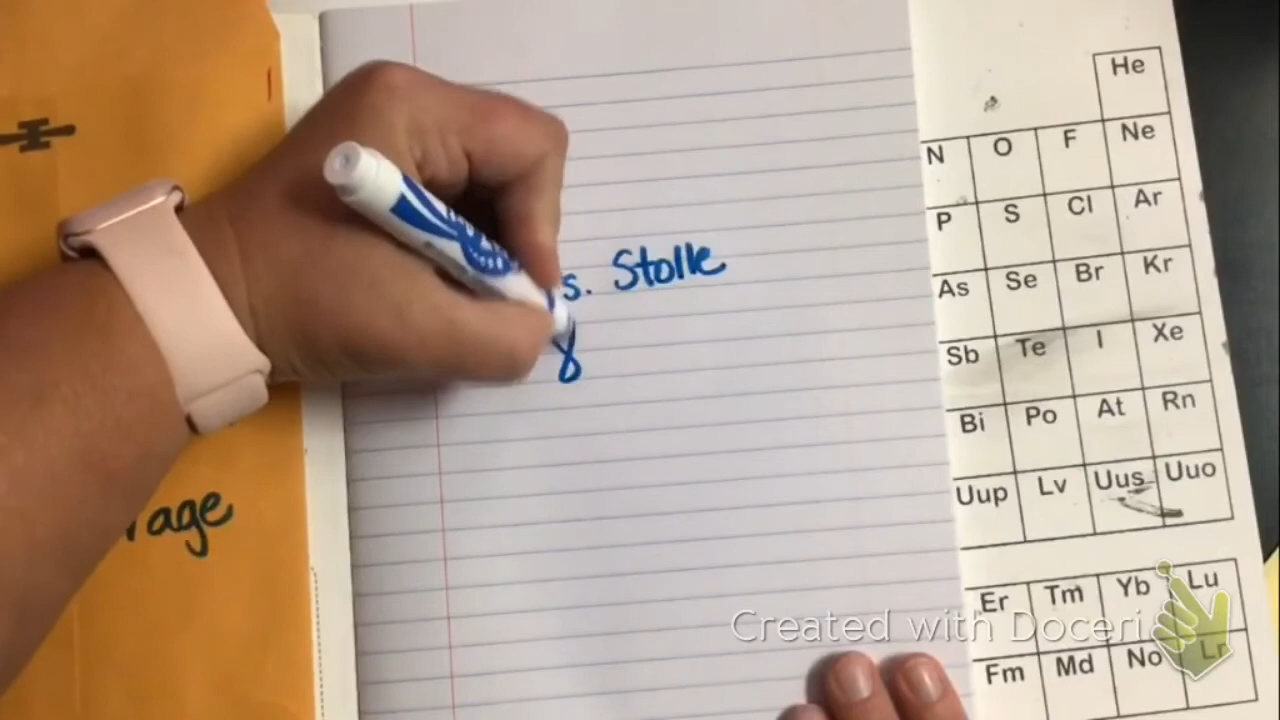 He
N O F Ne
P S Cl Ar
As Se Br Kr
Sb Te I Xe
Bi Po At Rn
Uup Lv Uus Uuo
Er Tm Yb Lu
Fm Md No Lr
s. Stolle
8
Created with Doceri